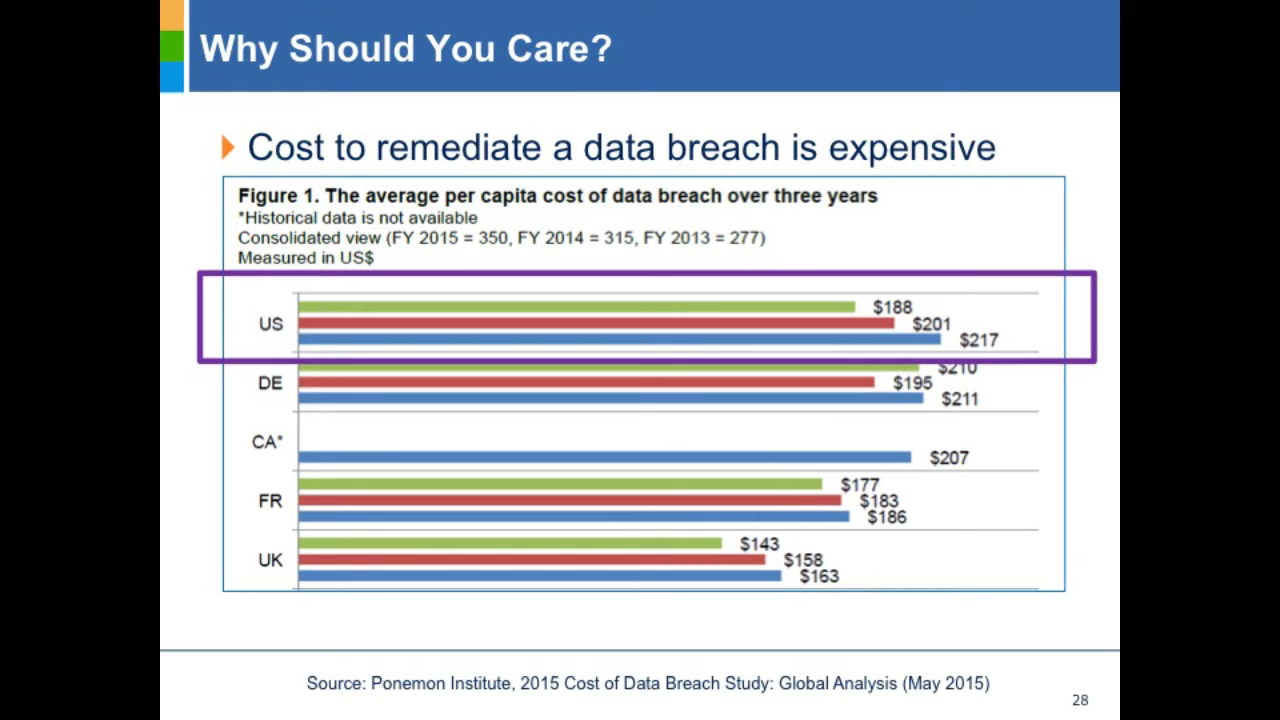 Why Should You Care?
Cost to remediate a data breach is expensive
Figure 1. The average per capita cost of data breach over three years
*Historical data is not available
Consolidated view (FY 2015 = 350, FY 2014 = 315, FY 2013 = 277)
Measured in US$
US
$188
$201
$217
DE
$210
$195
$211
CA*
$207
FR
$177
$183
$186
UK
$143
$158
$163
Source: Ponemon Institute, 2015 Cost of Data Breach Study: Global Analysis (May 2015)
28